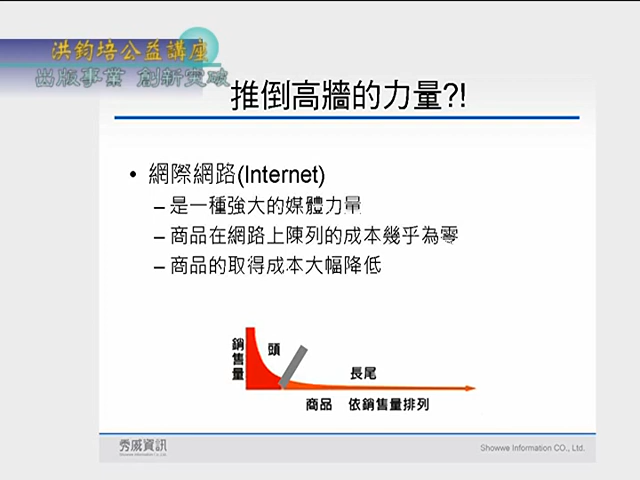 洪鈞培公益講座
出版事業 創新突破
推倒高牆的力量?!
• 網際網路(Internet)
– 是一種強大的媒體力量
– 商品在網路上陳列的成本幾乎為零
– 商品的取得成本大幅降低
銷售量
頭
長尾
商品 依銷售量排列
秀威資訊
Showwe Information CO., Ltd.